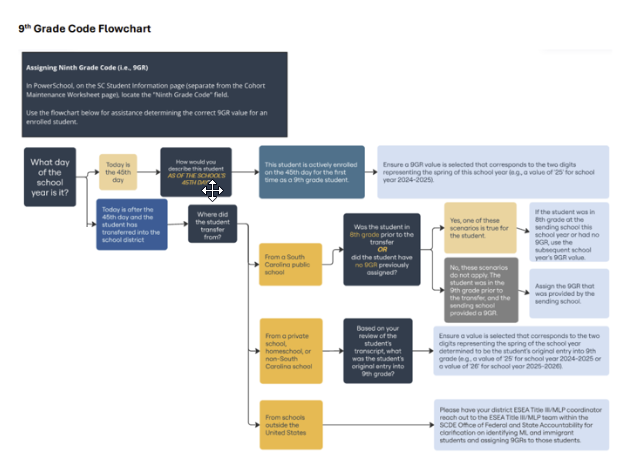 9th Grade Code Flowchart
Assigning Ninth Grade Code (i.e., 9GR)
In PowerSchool, on the SC Student Information page (separate from the Cohort
Maintenance Worksheet page), locate the "Ninth Grade Code" field.
Use the flowchart below for assistance determining the correct 9GR value for an
enrolled student.
What day
of the
school
year is it?
Today is
the 45th
day
How would you
describe this student
AS OF THE SCHOOL'S
45TH DAY?
This student is actively enrolled
on the 45th day for the first
time as a 9th grade student.
Ensure a 9GR value is selected that corresponds to the two digits
representing the spring of this school year (e.g., a value of '25' for school
year 2024-2025).
Today is after the
45th day and the
student has
transferred into the
school district
Where did
the student
transfer
from?
From a South
Carolina public
school
Was the student in
8th grade prior to the
transfer
OR
did the student have
no 9GR previously
assigned?
Yes, one of these
scenarios is true for
the student.
If the student was in
8th grade at the
sending school this
school year or had no
9GR, use the
subsequent school
year's 9GR value.
No, these scenarios
do not apply. The
student was in the
9th grade prior to
the transfer, and the
sending school
provided a 9GR.
Assign the 9GR that
was provided by the
sending school.
From a private
school,
homeschool, or
non-South
Carolina school
Based on your
review of the
student's
transcript, what
was the student's
original entry into
9th grade?
Ensure a value is selected that corresponds to the two
digits representing the spring of the school year
determined to be the student's original entry into 9th
grade (e.g., a value of '25' for school year 2024-2025 or
a value of '26' for school year 2025-2026).
From schools
outside the
United States
Please have your district ESEA Title III/MLP coordinator
reach out to the ESEA Title III/MLP team within the
SCDE Office of Federal and State Accountability for
clarification on identifying ML and immigrant
students and assigning 9GRs to those students.